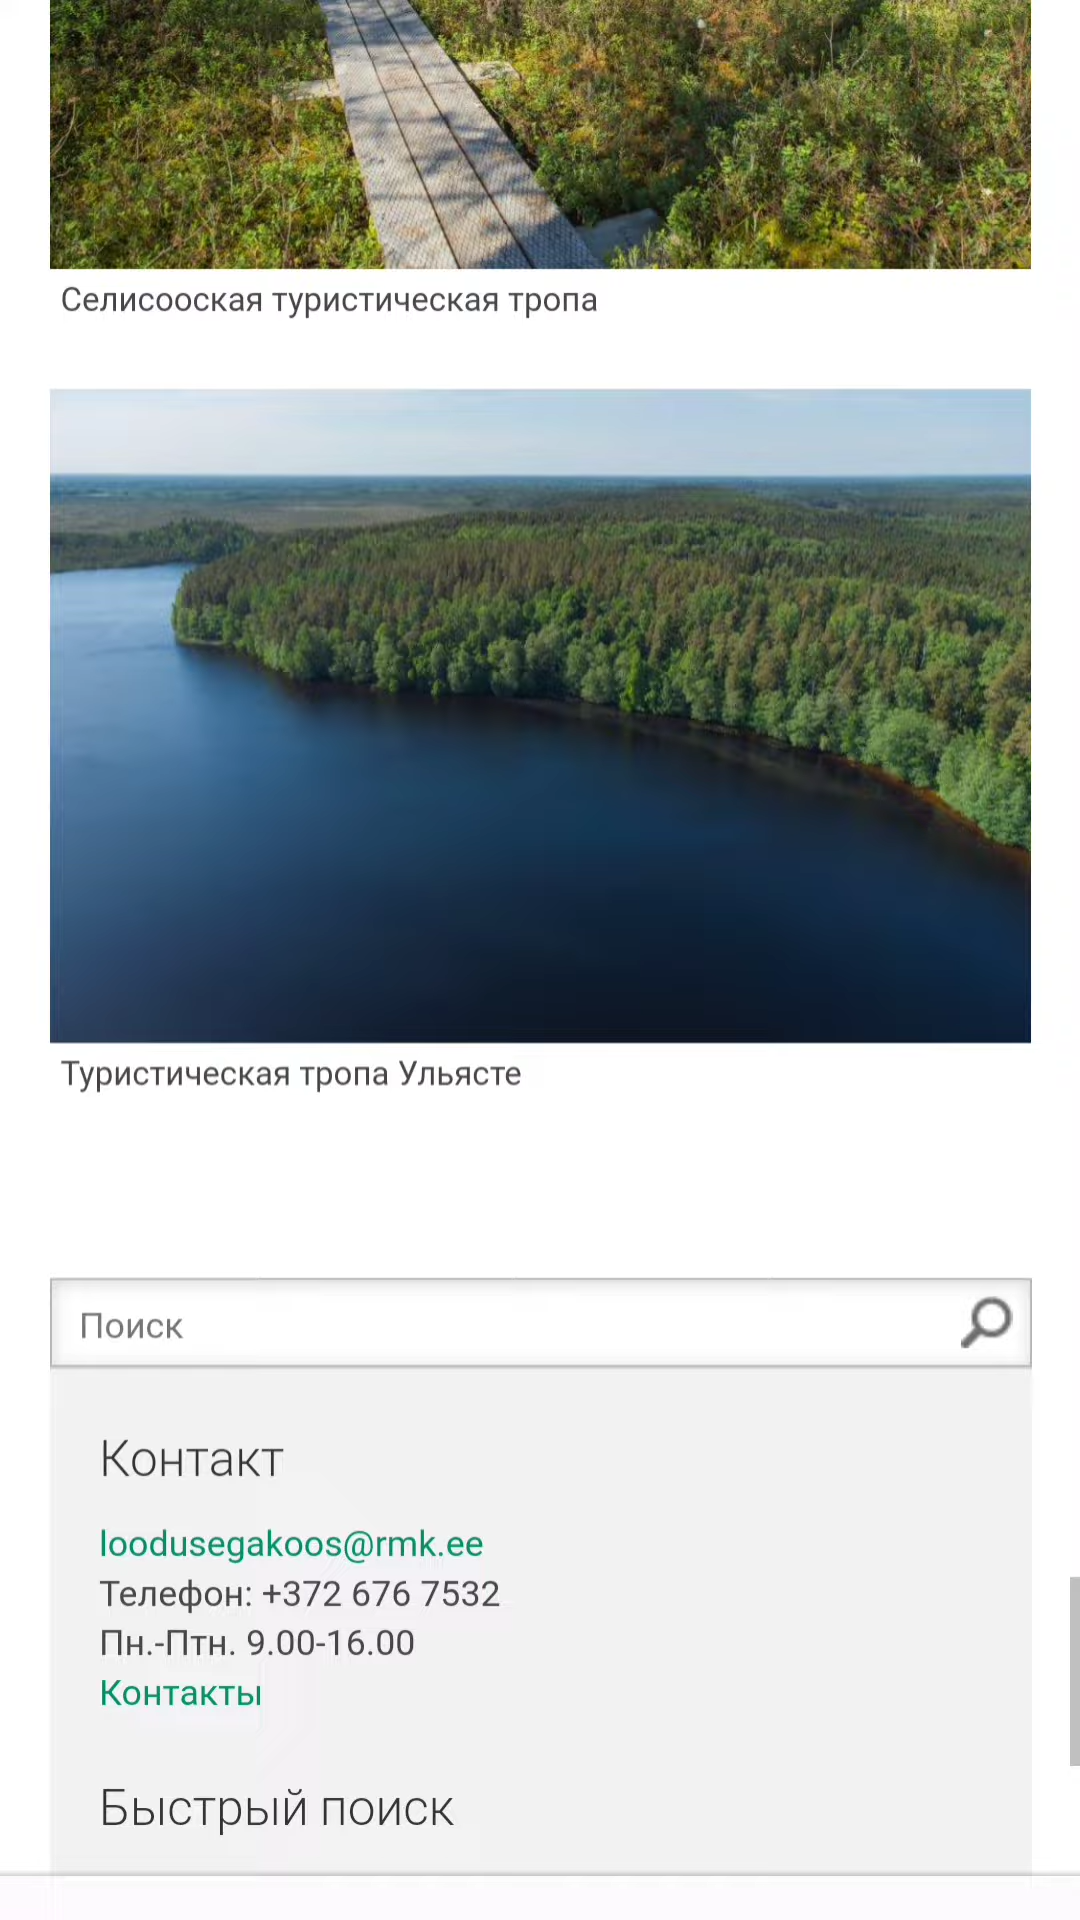 Селисооская туристическая тропа
Туристическая тропа Ульясте
Поиск
Контакт
loodusegakoos@rmk.ee
Телефон: +372 676 7532
Пн.-Птн. 9.00-16.00
Контакты
Быстрый поиск